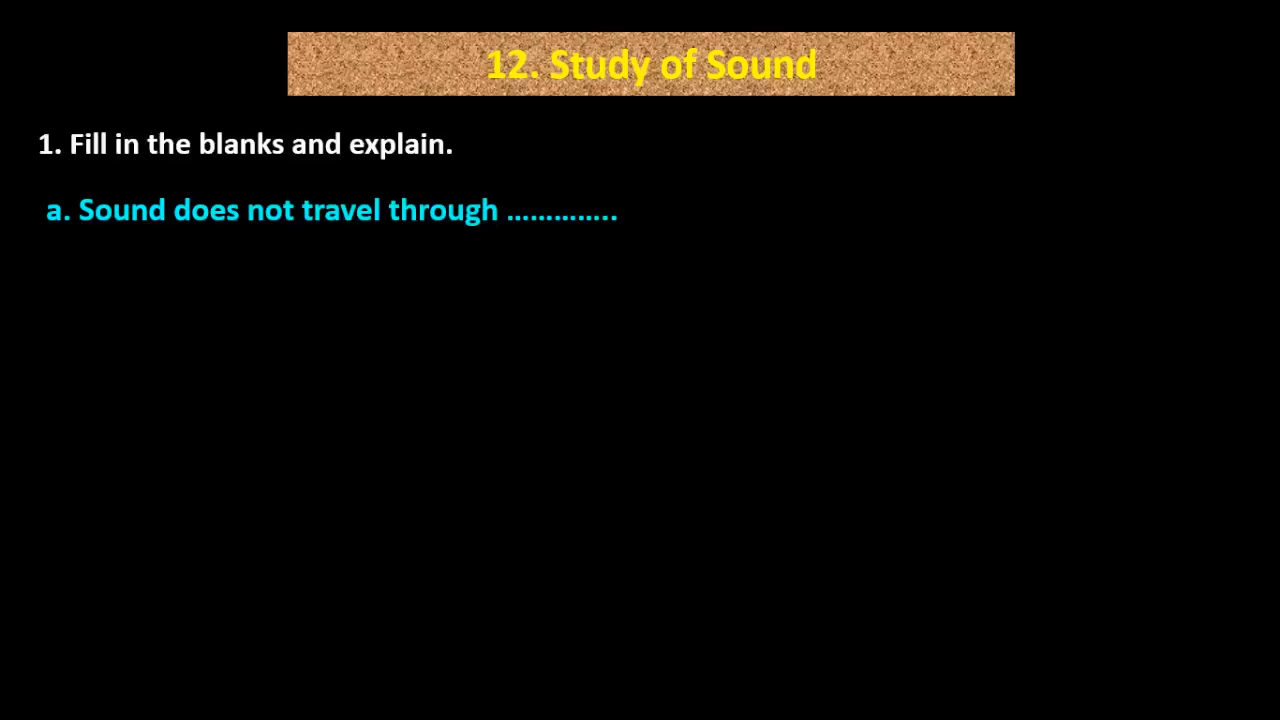 12. Study of Sound
1. Fill in the blanks and explain.
a. Sound does not travel through …………..